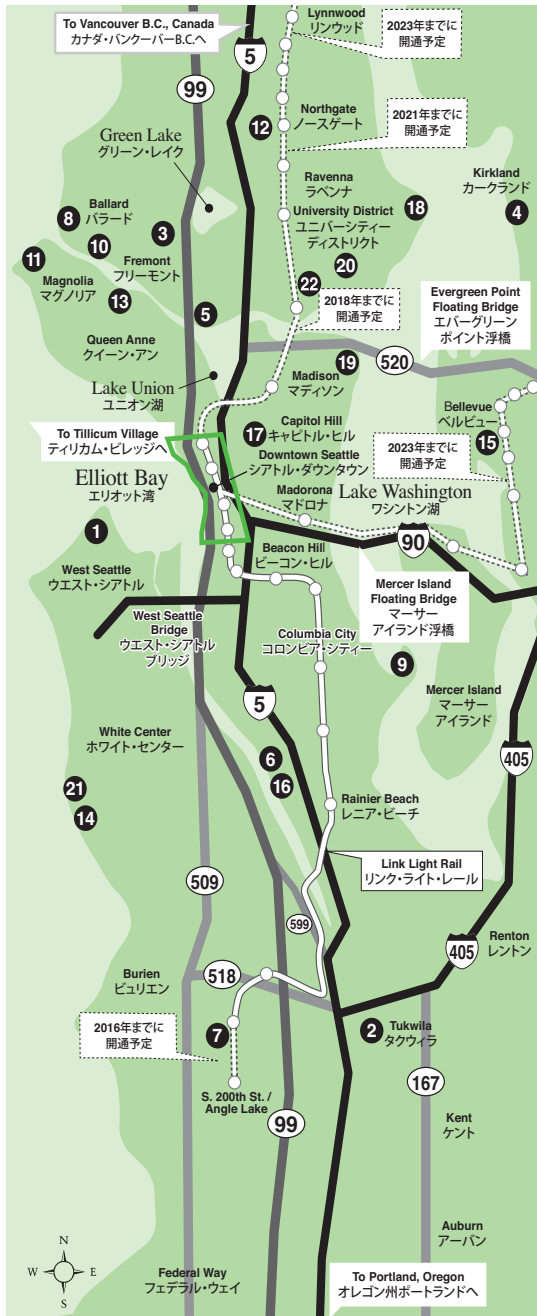 To Vancouver B.C., Canada
カナダ・バンクーバーB.C.へ
5
Lynnwood
リンウッド
2023年までに
開通予定
99
Northgate
ノースゲート
12
2021年までに
開通予定
Green Lake
グリーン・レイク
Ravenna
ラベンナ
Kirkland
カークランド
4
Ballard
バラード
8
10
3
University District
ユニバーシティー
ディストリクト
18
20
11
Fremont
フリーモント
Magnolia
マグノリア
13
5
22
2018年までに
開通予定
Evergreen Point
Floating Bridge
エバーグリーン
ポイント浮橋
Queen Anne
クイーン・アン
19
520
Lake Union
ユニオン湖
Madison
マディソン
Bellevue
ベルビュー
15
To Tillicum Village
ティリカム・ビレッジへ
17
Capitol Hill
キャピトル・ヒル
Downtown Seattle
シアトル・ダウンタウン
2023年までに
開通予定
Elliott Bay
エリオット湾
Madorona
マドロナ
Lake Washington
ワシントン湖
1
90
West Seattle
ウエスト・シアトル
Beacon Hill
ビーコン・ヒル
Mercer Island
Floating Bridge
マーサー
アイランド浮橋
West Seattle
Bridge
ウエスト・シアトル
ブリッジ
Columbia City
コロンビア・シティー
9
Mercer Island
マーサー
アイランド
5
White Center
ホワイト・センター
405
6
16
21
14
Rainier Beach
レニア・ビーチ
Link Light Rail
リンク・ライト・レール
509
599
Renton
レントン
405
Burien
ビュリエン
518
2016年までに
開通予定
7
2
Tukwila
タクウィラ
S. 200th St. /
Angle Lake
167
99
Kent
ケント
Auburn
アーバン
N
W
E
S
Federal Way
フェデラル・ウェイ
To Portland, Oregon
オレゴン州ポートランドへ